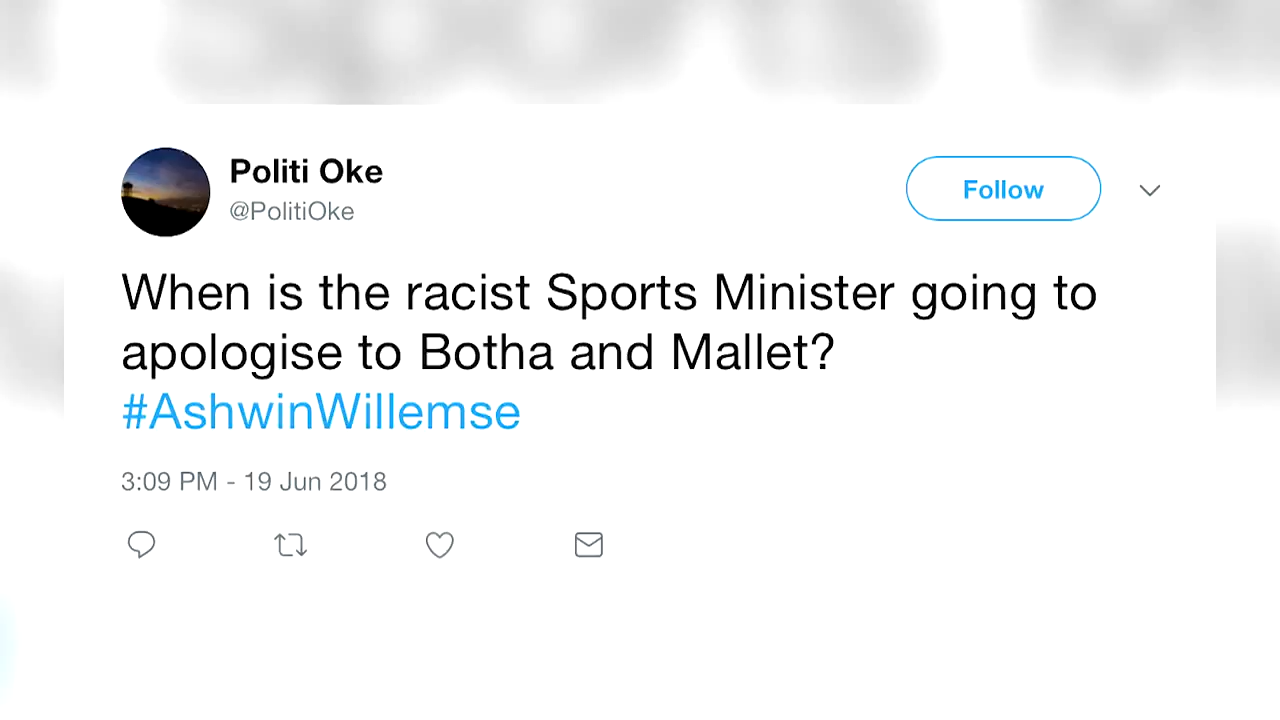 Politi Oke
@PolitiOke
Follow
When is the racist Sports Minister going to
apologise to Botha and Mallet?
#AshwinWillemse
3:09 PM - 19 Jun 2018